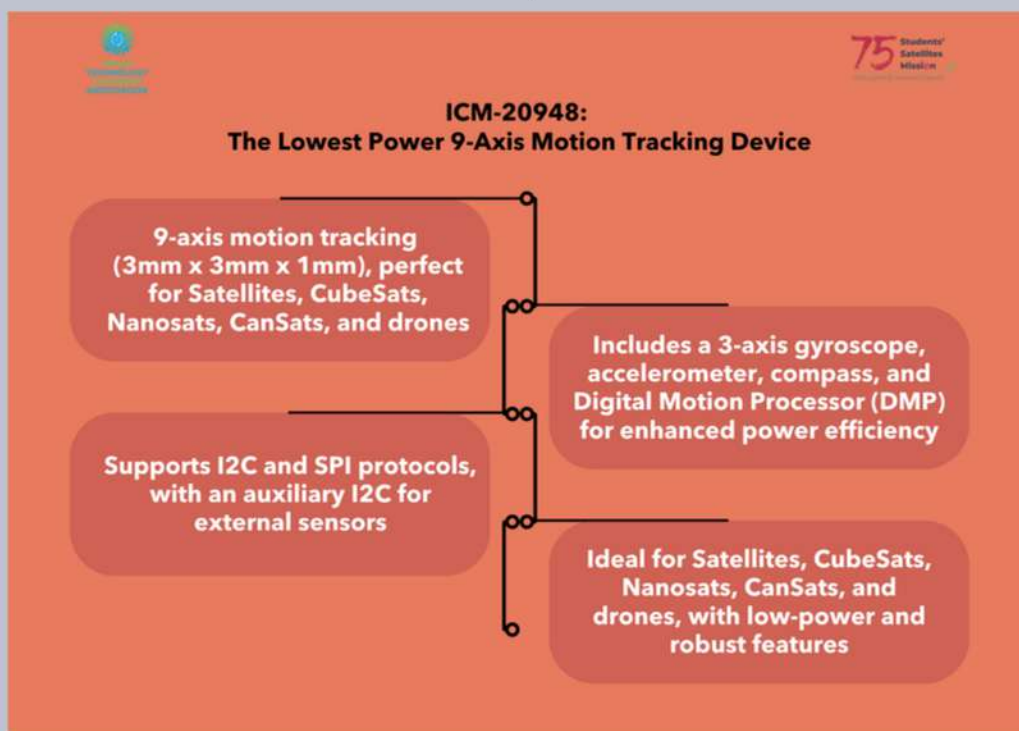 75 Students'
Satellites
Mission
ICM-20948:
The Lowest Power 9-Axis Motion Tracking Device
9-axis motion tracking
(3mm x 3mm x 1mm), perfect
for Satellites, CubeSats,
Nanosats, CanSats, and drones
Includes a 3-axis gyroscope,
accelerometer, compass, and
Digital Motion Processor (DMP)
for enhanced power efficiency
Supports I2C and SPI protocols,
with an auxiliary I2C for
external sensors
Ideal for Satellites, CubeSats,
Nanosats, CanSats, and
drones, with low-power and
robust features